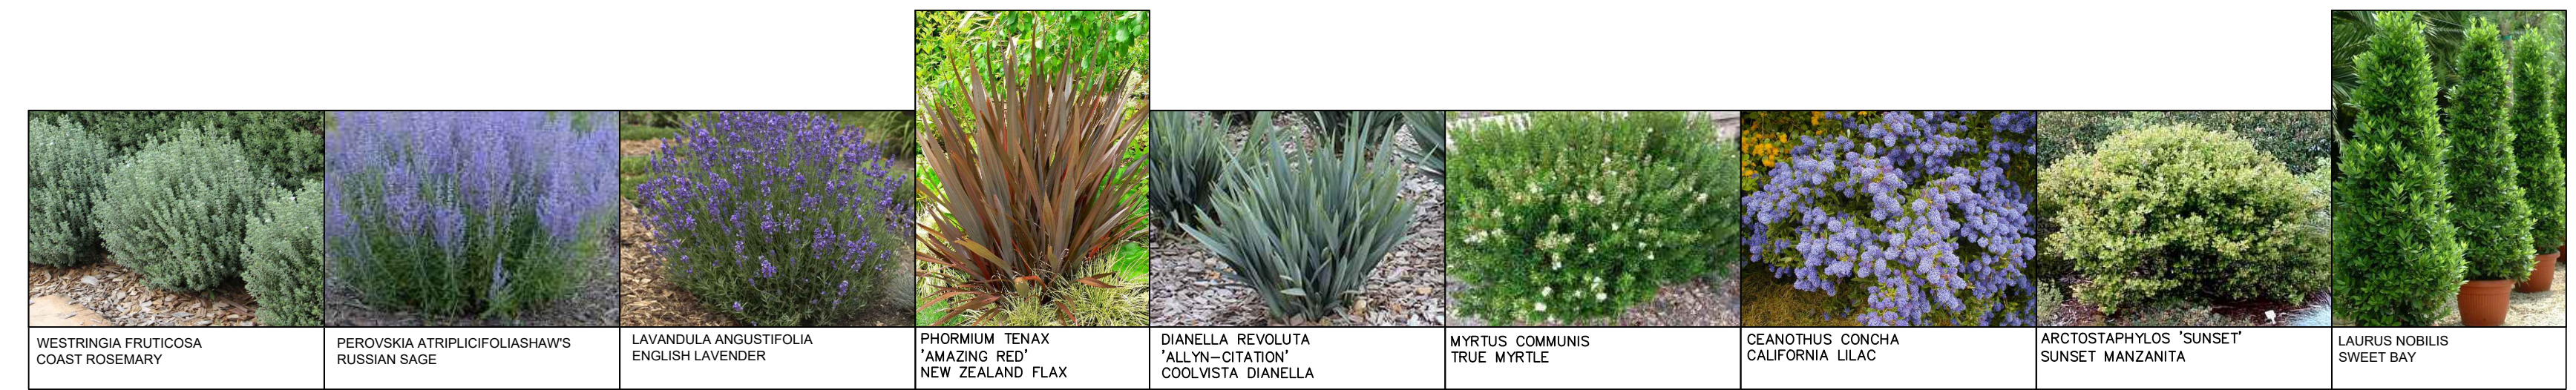 WESTRINGIA FRUTICOSA
COAST ROSEMARY
PEROVSKIA ATRIPLICIFOLIASHAW'S
RUSSIAN SAGE
LAVANDULA ANGUSTIFOLIA
ENGLISH LAVENDER
PHORMIUM TENAX
'AMAZING RED'
NEW ZEALAND FLAX
DIANELLA REVOLUTA
'ALLYN-CITATION'
COOLVISTA DIANELLA
MYRTUS COMMUNIS
TRUE MYRTLE
CEANOTHUS CONCHA
CALIFORNIA LILAC
ARCTOSTAPHYLOS 'SUNSET'
SUNSET MANZANITA
LAURUS NOBILIS
SWEET BAY